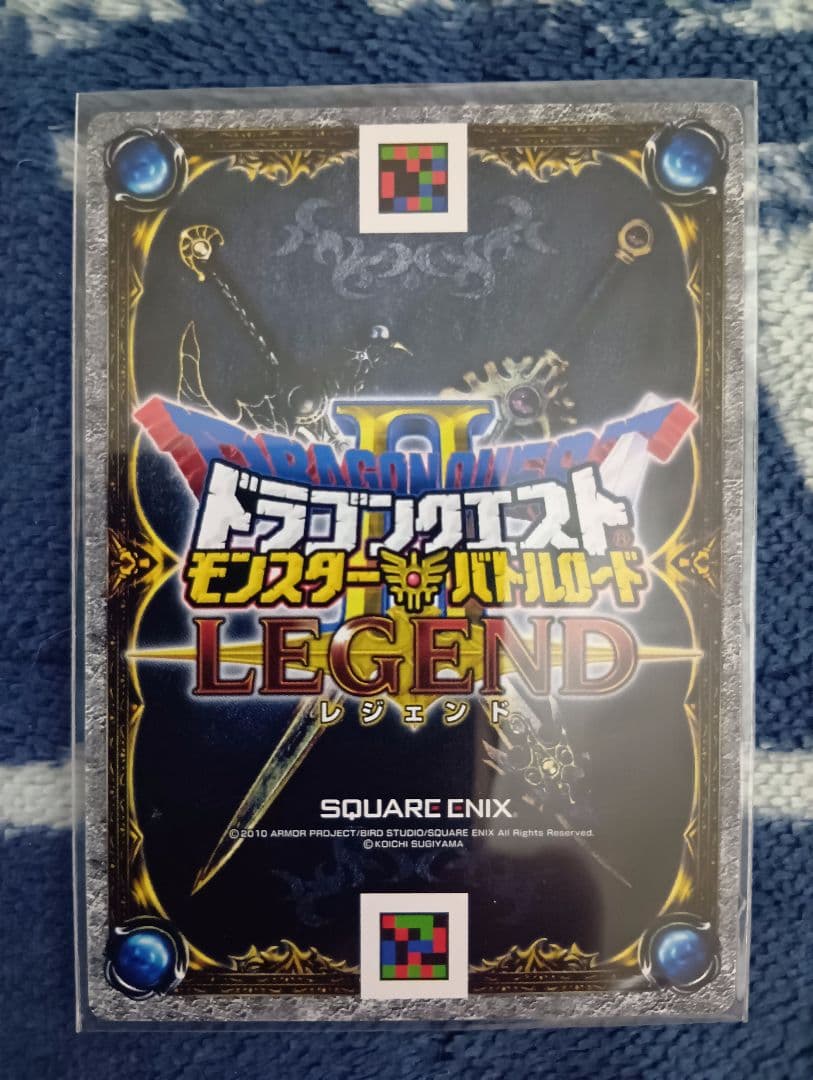 II
DRAGON QUEST
ドラゴンクエスト®
モンスターバトルロード
II
LEGEND
レジェンド
SQUARE ENIX®
©2010 ARMOR PROJECT/BIRD STUDIO/SQUARE ENIX All Rights Reserved.
©KOICHI SUGIYAMA